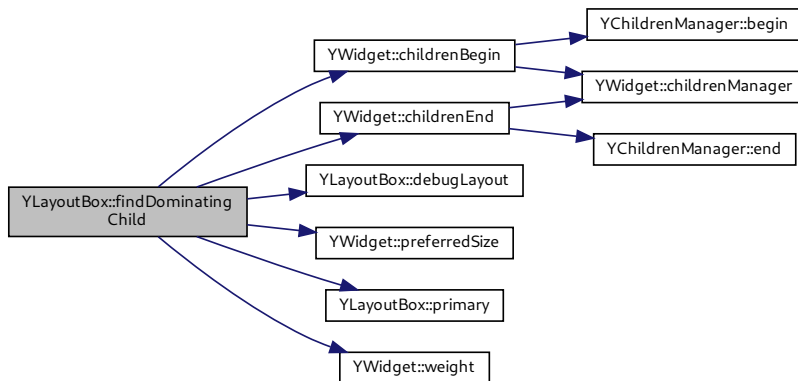 YLayoutBox::findDominating
Child
YWidget::childrenBegin
YChildrenManager::begin
YWidget::childrenManager
YWidget::childrenEnd
YChildrenManager::end
YLayoutBox::debugLayout
YWidget::preferredSize
YLayoutBox::primary
YWidget::weight